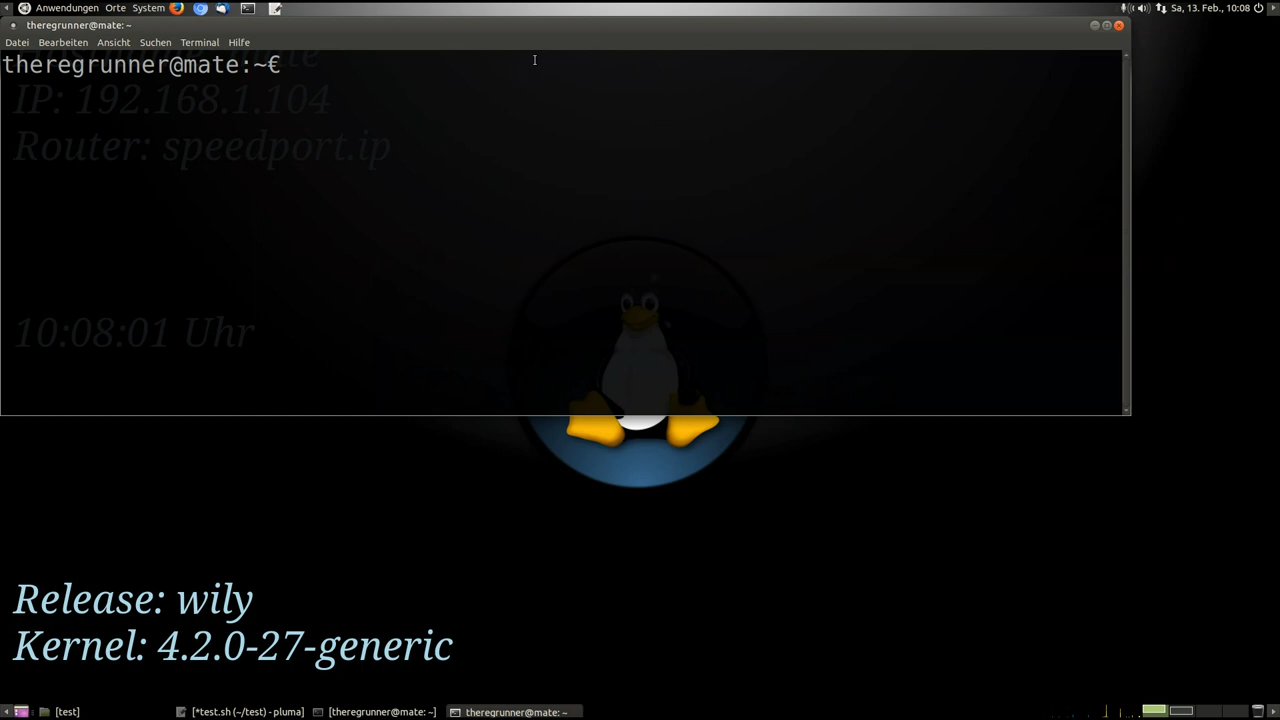 Anwendungen Orte System Sa, 13. Feb., 10:08
theregrunner@mate: ~
Datei Bearbeiten Ansicht Suchen Terminal Hilfe
theregrunner@mate:~€
IP: 192.168.1.104
Router: speedport.ip
10:08:01 Uhr
Release: wily
Kernel: 4.2.0-27-generic
[test] [*test.sh (~/test) - pluma] [theregrunner@mate: ~] theregrunner@mate: ~